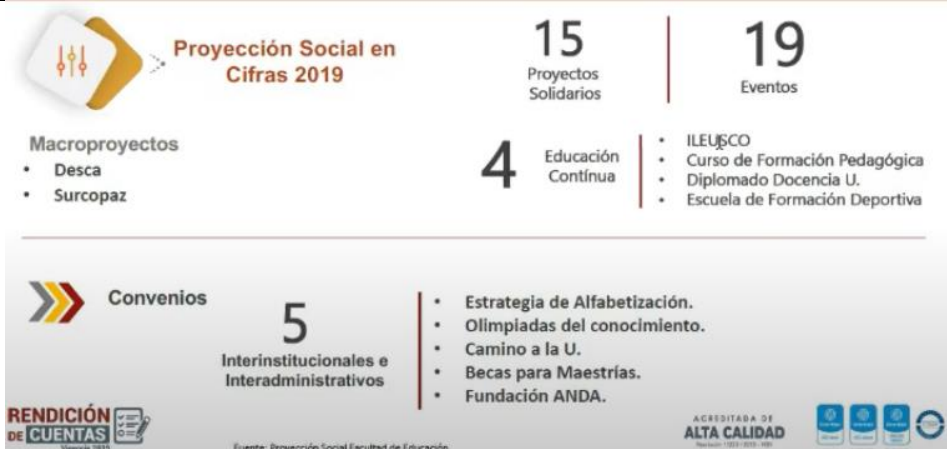 Proyección Social en
Cifras 2019
15
Proyectos
Solidarios
19
Eventos
Macroproyectos
• Desca
• Surcopaz
4
Educación
Contínua
• ILEUSCO
• Curso de Formación Pedagógica
• Diplomado Docencia U.
• Escuela de Formación Deportiva
Convenios
5
Interinstitucionales e
Interadministrativos
• Estrategia de Alfabetización.
• Olimpiadas del conocimiento.
• Camino a la U.
• Becas para Maestrías.
• Fundación ANDA.
RENDICIÓN
DE CUENTAS
Vigencia 2019
Fuente: Proyección Social Facultad de Educación
ACREDITADA DE
ALTA CALIDAD